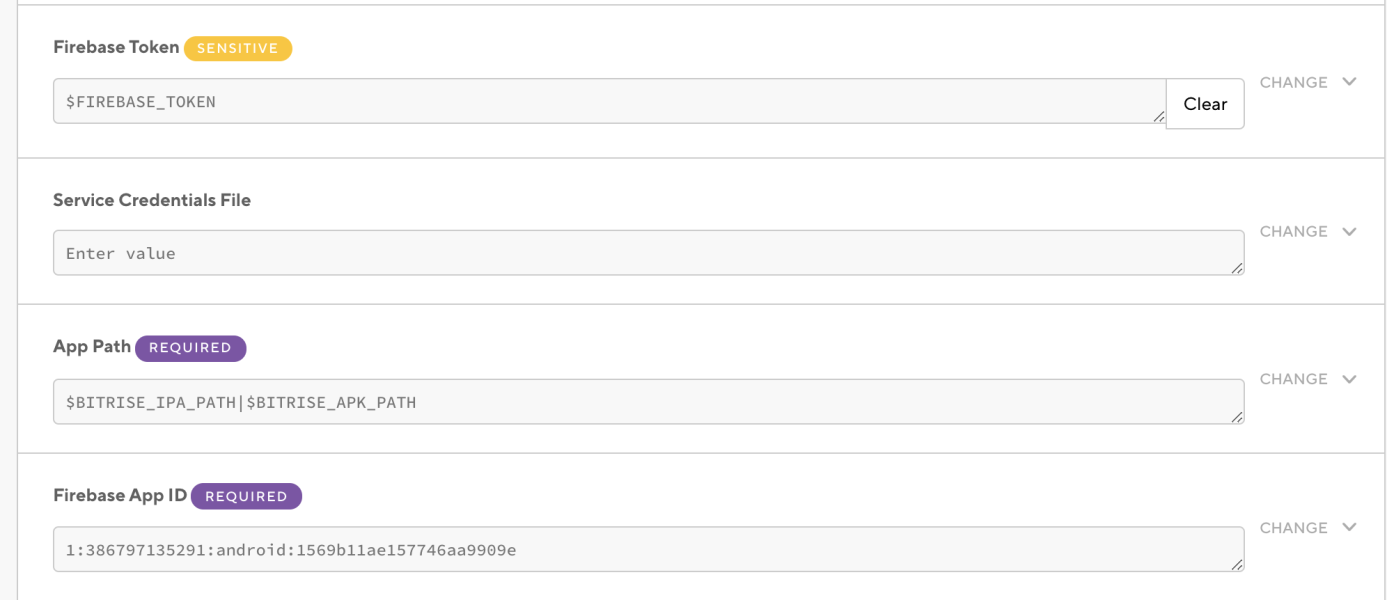 Firebase Token SENSITIVE
$FIREBASE_TOKEN
Clear
CHANGE
Service Credentials File
Enter value
CHANGE
App Path REQUIRED
$BITRISE_IPA_PATH|$BITRISE_APK_PATH
CHANGE
Firebase App ID REQUIRED
1:386797135291:android:1569b11ae157746aa9909e
CHANGE